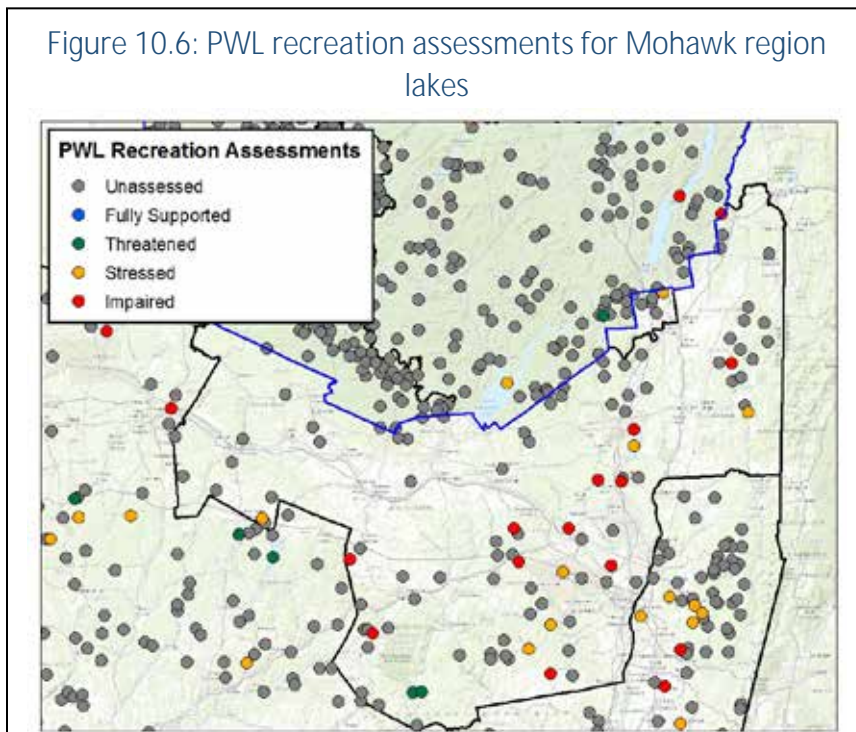 Figure 10.6: PWL recreation assessments for Mohawk region
lakes
PWL Recreation Assessments
Unassessed
Fully Supported
Threatened
Stressed
Impaired